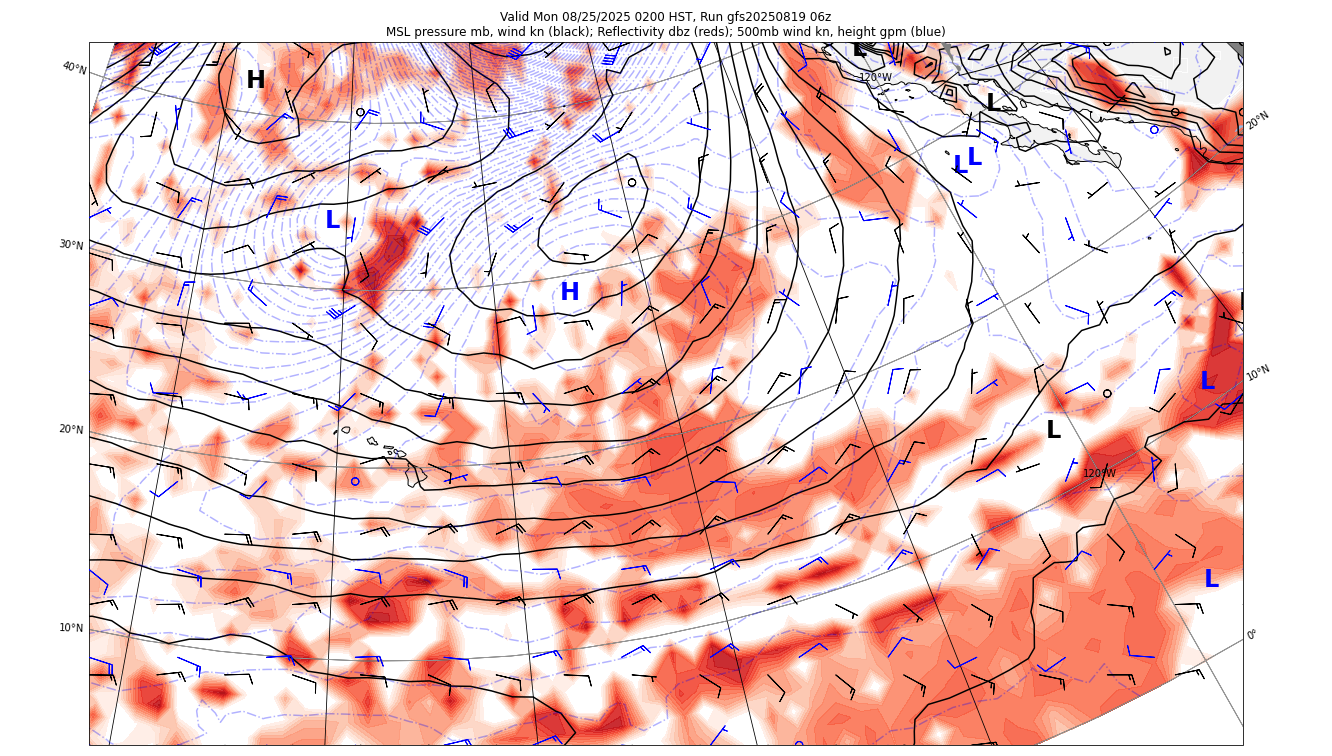 Valid Mon 08/25/2025 0200 HST, Run gfs20250819 06z
MSL pressure mb, wind kn (black); Reflectivity dbz (reds); 500mb wind kn, height gpm (blue)
L
40°N
H
120°W
L
20°N
L
L
L
30°N
H
10°N
L
L
20°N
120°W
L
10°N
0°